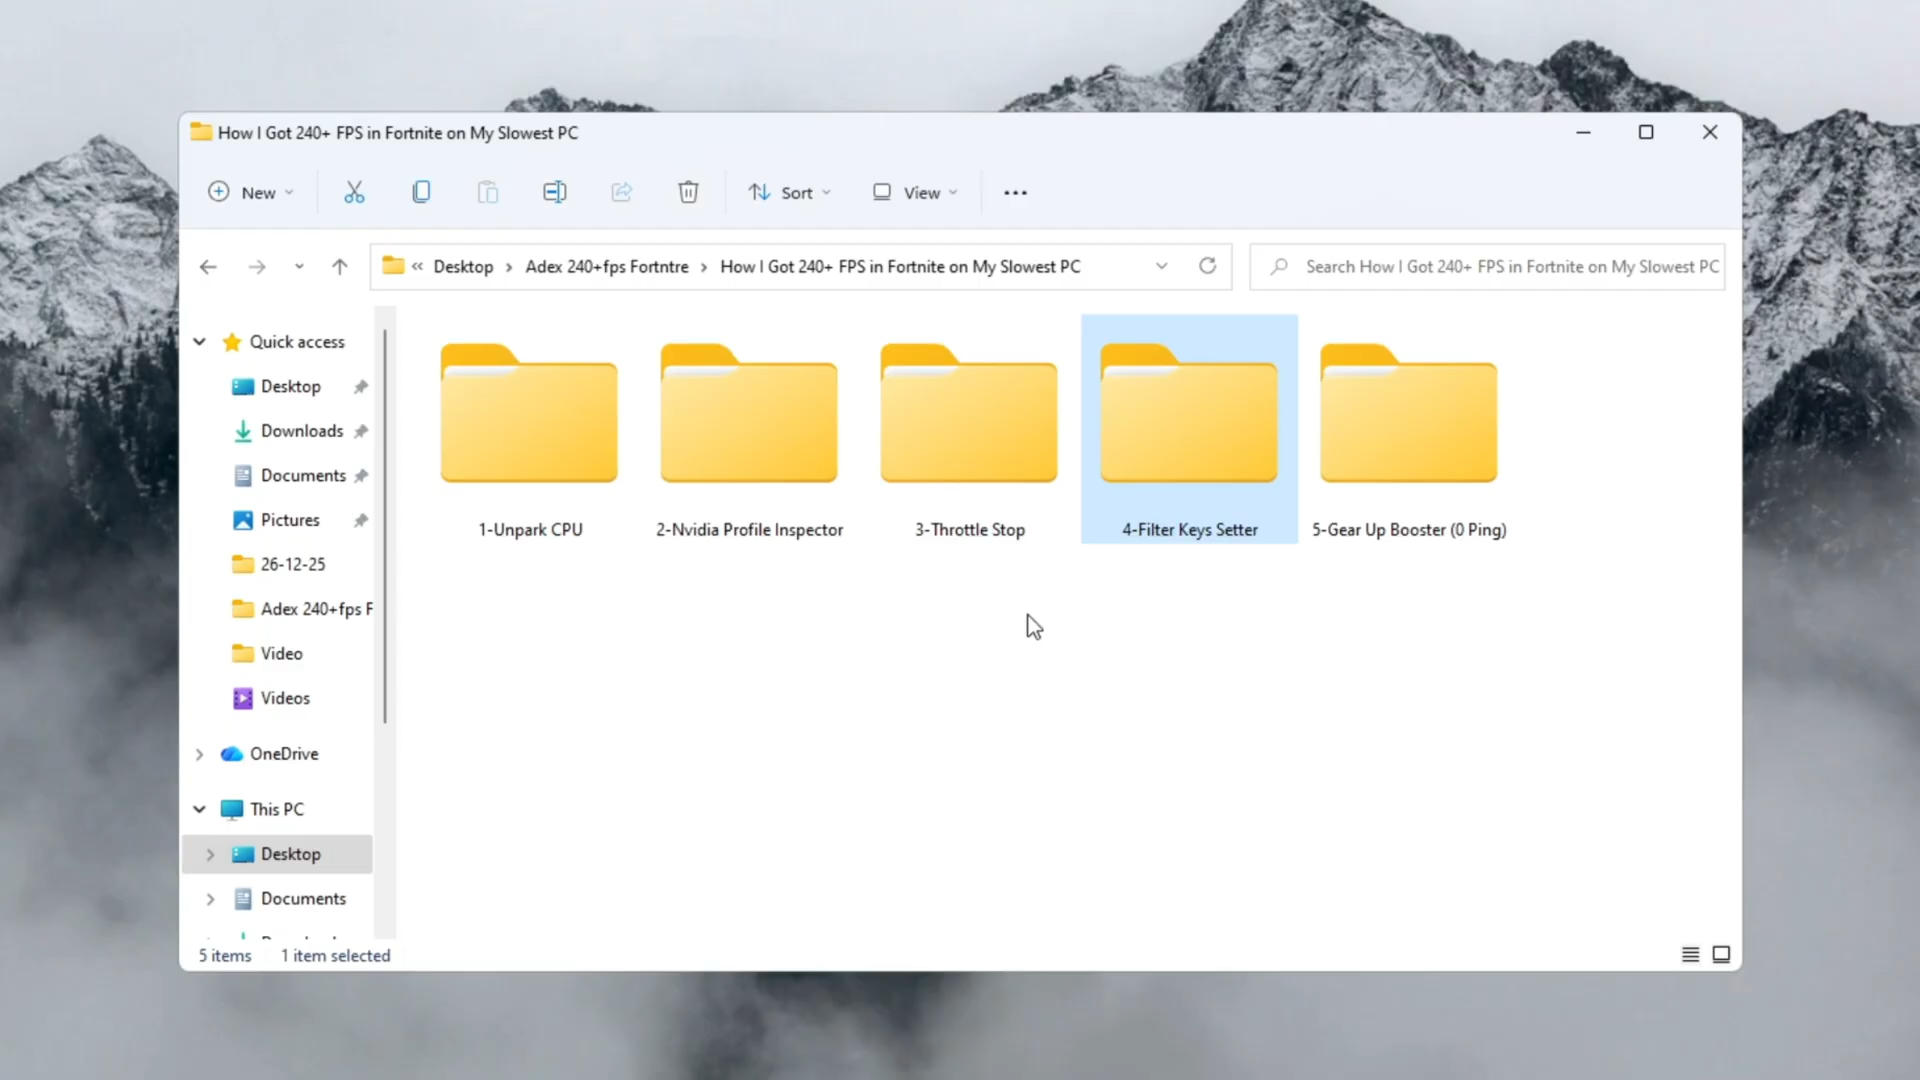 How I Got 240+ FPS in Fortnite on My Slowest PC
New
Sort
View
« Desktop > Adex 240+fps Fortntre > How I Got 240+ FPS in Fortnite on My Slowest PC
Search How I Got 240+ FPS in Fortnite on My Slowest PC
Quick access
Desktop
Downloads
Documents
Pictures
26-12-25
Adex 240+fps F
Video
Videos
OneDrive
This PC
Desktop
Documents
1-Unpark CPU
2-Nvidia Profile Inspector
3-Throttle Stop
4-Filter Keys Setter
5-Gear Up Booster (0 Ping)
5 items
1 item selected